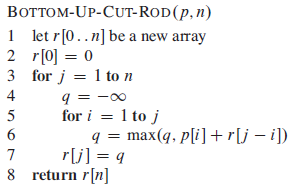 BOTTOM-UP-CUT-ROD(p, n)
1 let r[0..n] be a new array
2 r[0] = 0
3 for j = 1 to n
4 q = −∞
5 for i = 1 to j
6 q = max(q, p[i] + r[j − i])
7 r[j] = q
8 return r[n]